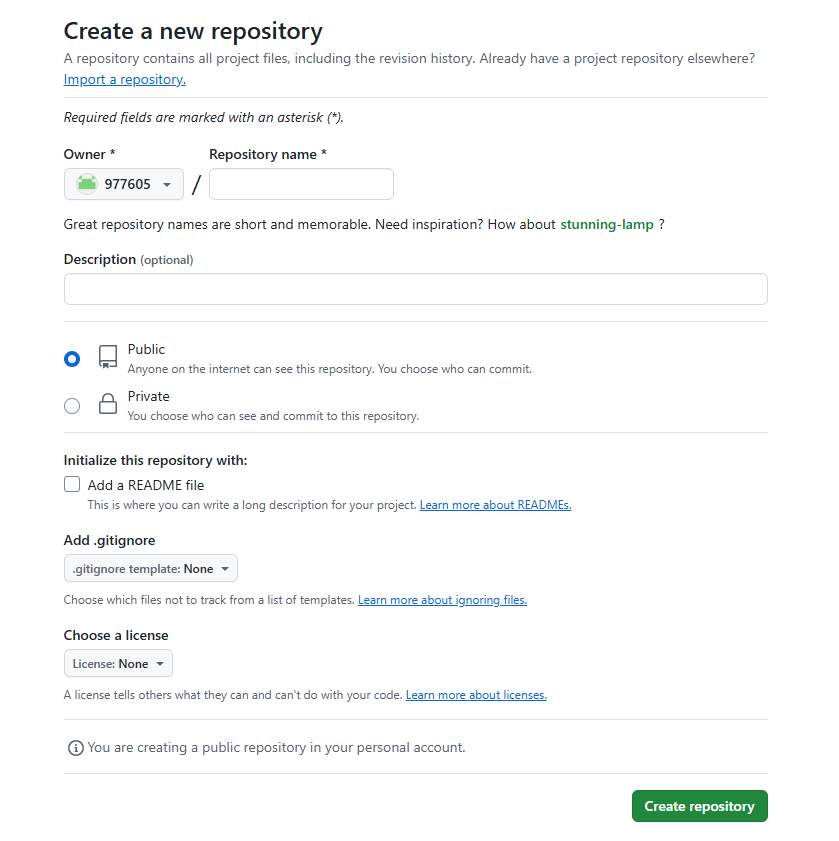 Create a new repository
A repository contains all project files, including the revision history. Already have a project repository elsewhere?
Import a repository.
Required fields are marked with an asterisk (*).
Owner * Repository name *
977605 /
Great repository names are short and memorable. Need inspiration? How about stunning-lamp ?
Description (optional)
Public
Anyone on the internet can see this repository. You choose who can commit.
Private
You choose who can see and commit to this repository.
Initialize this repository with:
Add a README file
This is where you can write a long description for your project. Learn more about READMEs.
Add .gitignore
.gitignore template: None
Choose which files not to track from a list of templates. Learn more about ignoring files.
Choose a license
License: None
A license tells others what they can and can't do with your code. Learn more about licenses.
You are creating a public repository in your personal account.
Create repository